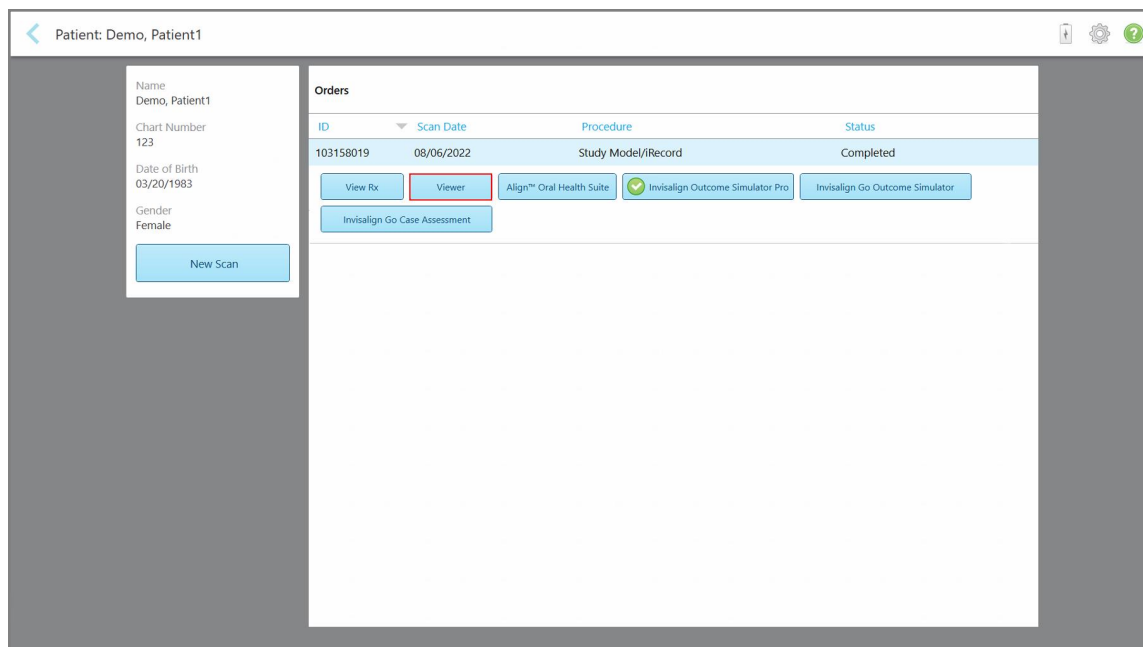 Patient: Demo, Patient1
?
Name
Demo, Patient1
Chart Number
123
Date of Birth
03/20/1983
Gender
Female
New Scan
Orders
ID Scan Date Procedure Status
103158019 08/06/2022 Study Model/iRecord Completed
View Rx Viewer Align™ Oral Health Suite Invisalign Outcome Simulator Pro Invisalign Go Outcome Simulator
Invisalign Go Case Assessment